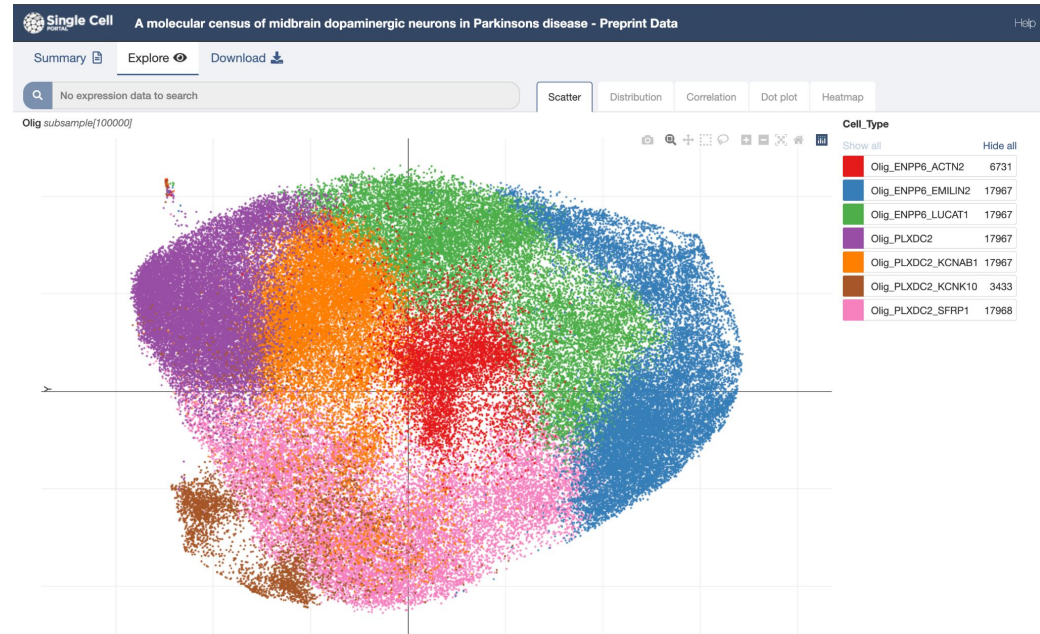 Single Cell
PORTAL
A molecular census of midbrain dopaminergic neurons in Parkinsons disease - Preprint Data
Help
Summary
Explore
Download
No expression data to search
Scatter
Distribution
Correlation
Dot plot
Heatmap
Olig subsample[100000]
Cell_Type
Show all
Hide all
Olig_ENPP6_ACTN2 6731
Olig_ENPP6_EMILIN2 17967
Olig_ENPP6_LUCAT1 17967
Olig_PLXDC2 17967
Olig_PLXDC2_KCNAB1 17967
Olig_PLXDC2_KCNK10 3433
Olig_PLXDC2_SFRP1 17968
Y